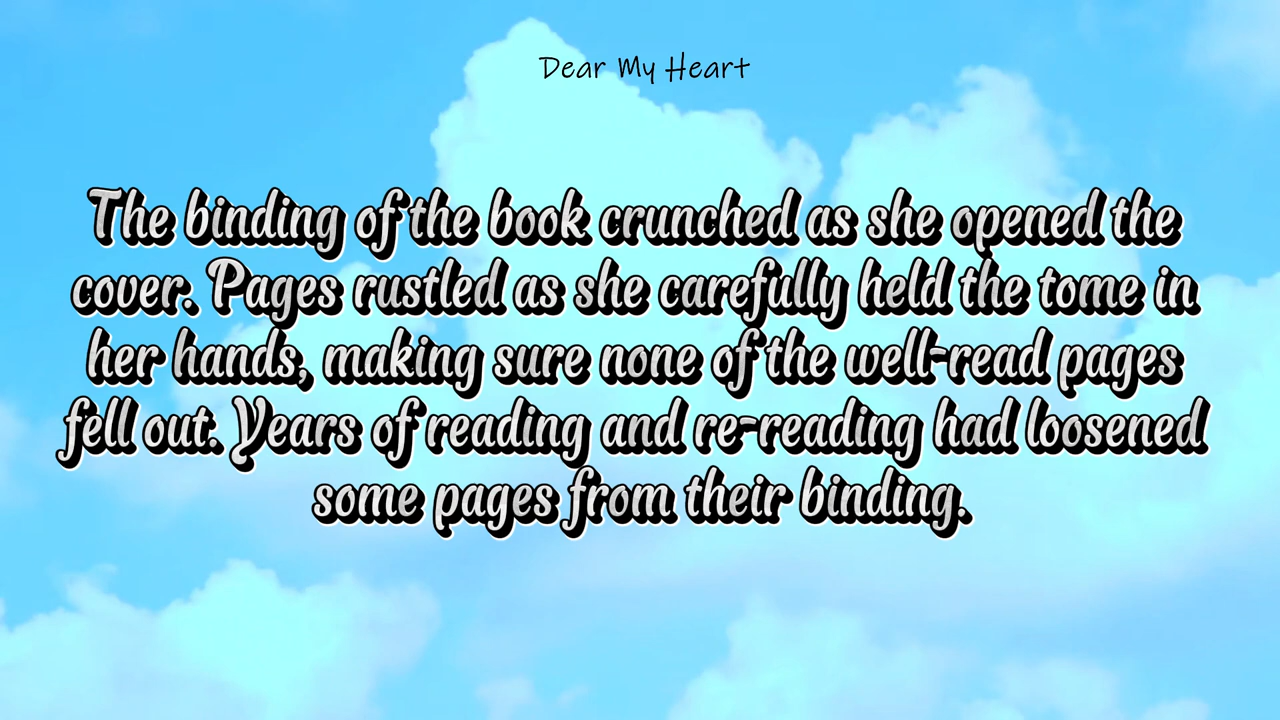 Dear My Heart
The binding of the book crunched as she opened the
cover. Pages rustled as she carefully held the tome in
her hands, making sure none of the well-read pages
fell out. Years of reading and re-reading had loosened
some pages from their binding.